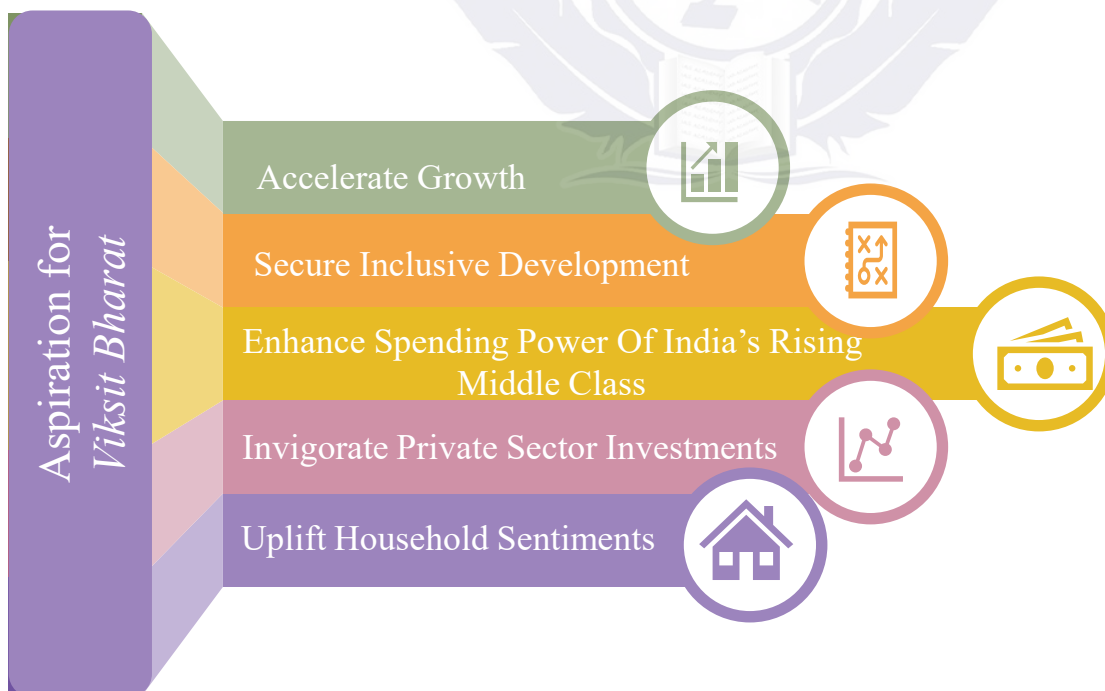 Aspiration for
Viksit Bharat
Accelerate Growth
Secure Inclusive Development
Enhance Spending Power Of India’s Rising
Middle Class
Invigorate Private Sector Investments
Uplift Household Sentiments